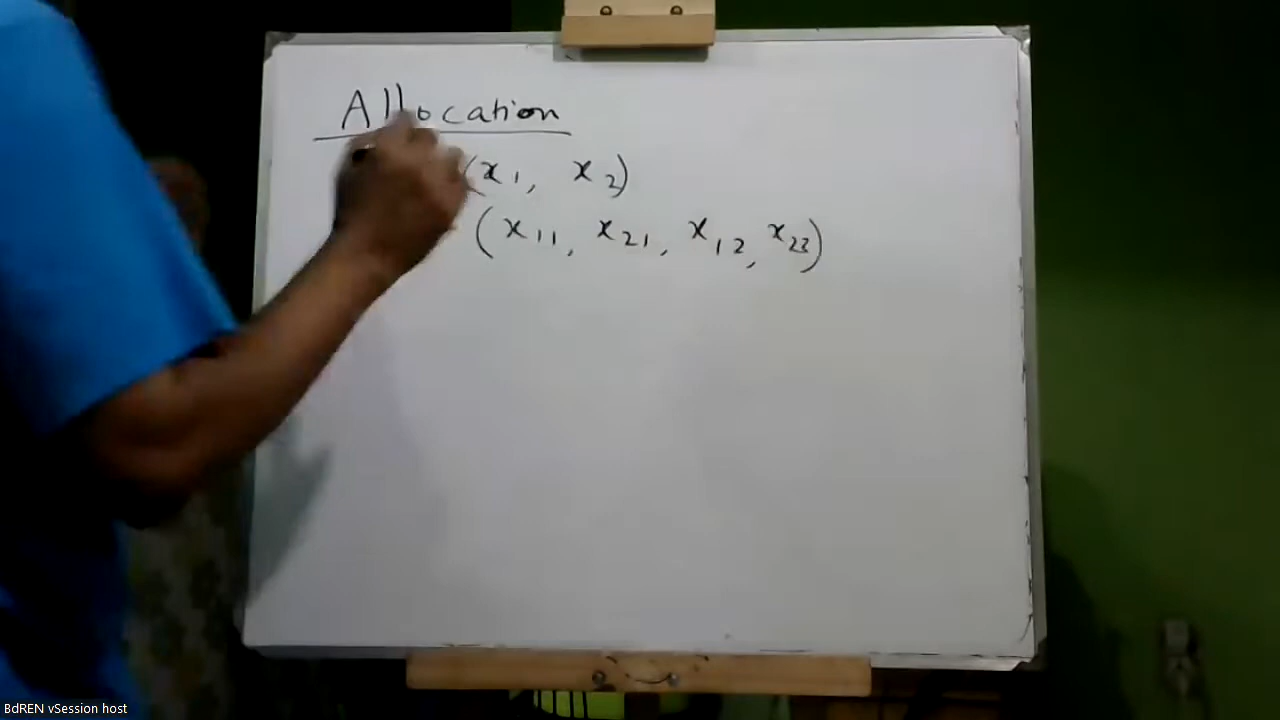 Allocation
(x₁, x₂)
(x₁₁, x₂₁, x₁₂, x₂₂)
BdREN vSession host